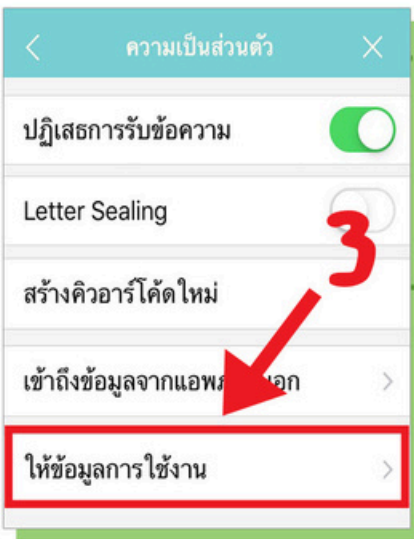 ความเป็นส่วนตัว
ปฏิเสธการรับข้อความ
Letter Sealing
3
สร้างคิวอาร์โค้ดใหม่
เข้าถึงข้อมูลจากแอพ
ให้ข้อมูลการใช้งาน